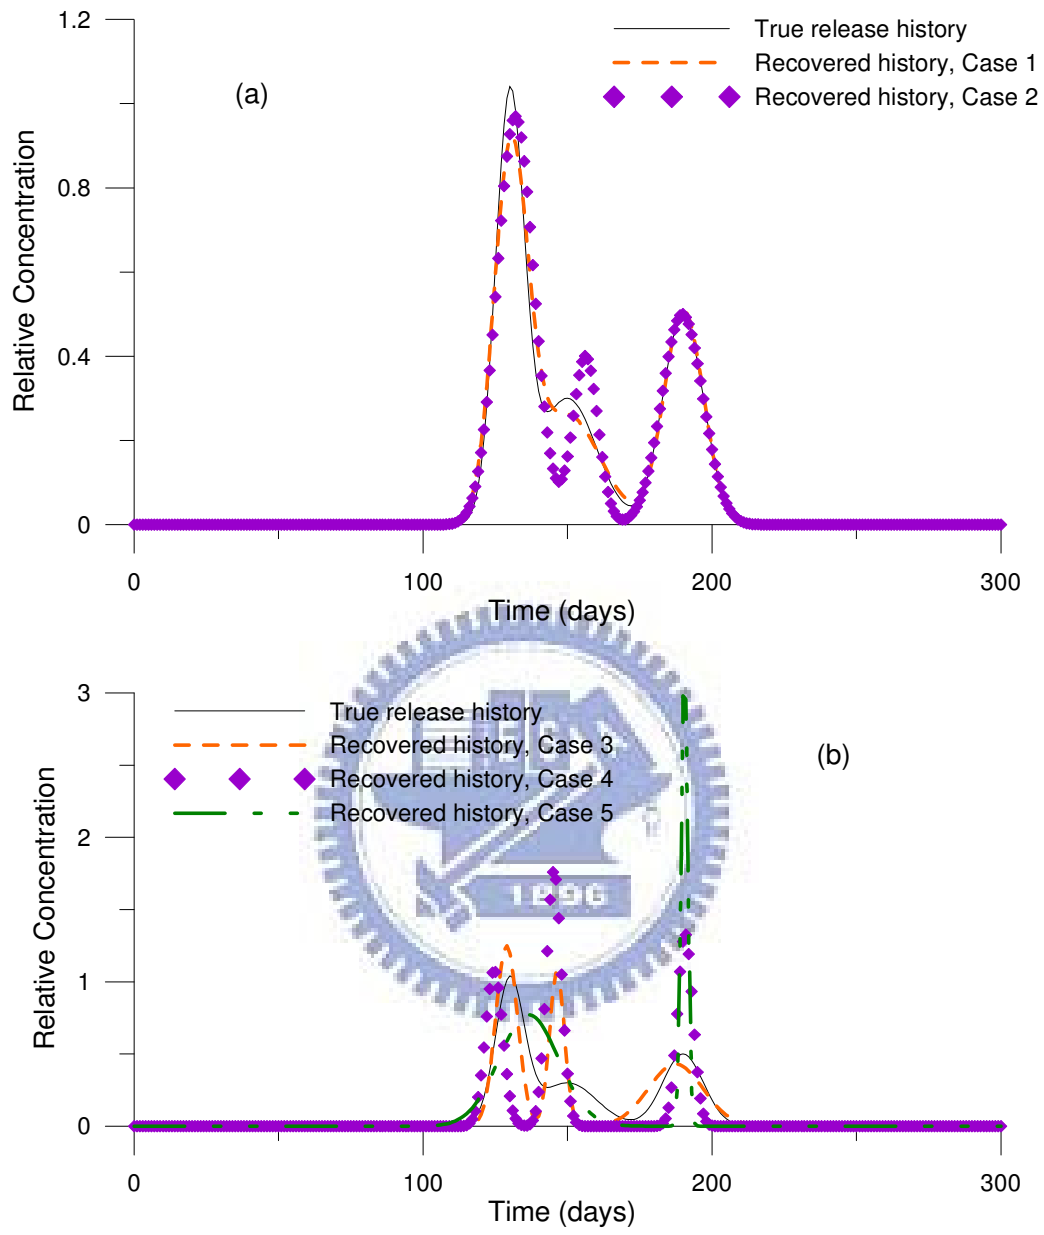 1.2
True release history
Recovered history, Case 1
Recovered history, Case 2
(a)
0.8
0.4
0
Relative Concentration
0
100
200
300
Time (days)
3
True release history
Recovered history, Case 3
Recovered history, Case 4
Recovered history, Case 5
(b)
2
1
0
Relative Concentration
1896
0
100
200
300
Time (days)